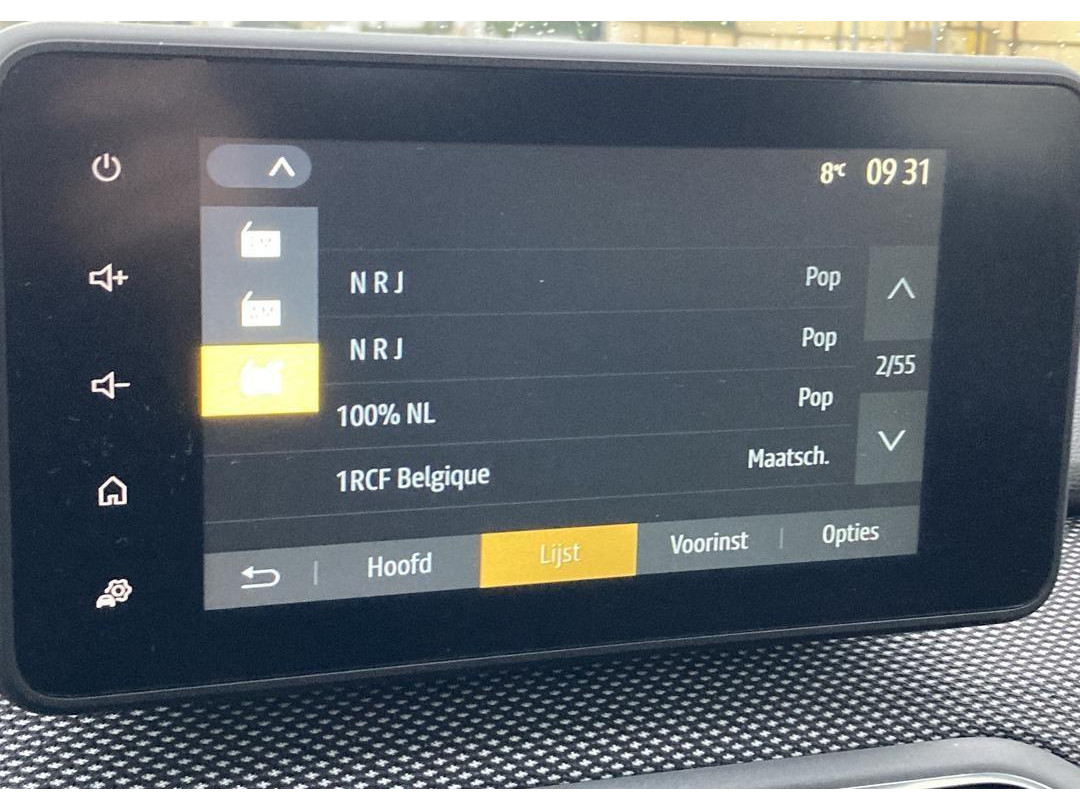 8°C 09 31
N R J Pop
N R J Pop
2/55
100% NL Pop
1RCF Belgique Maatsch.
Hoofd Lijst Voorinst Opties